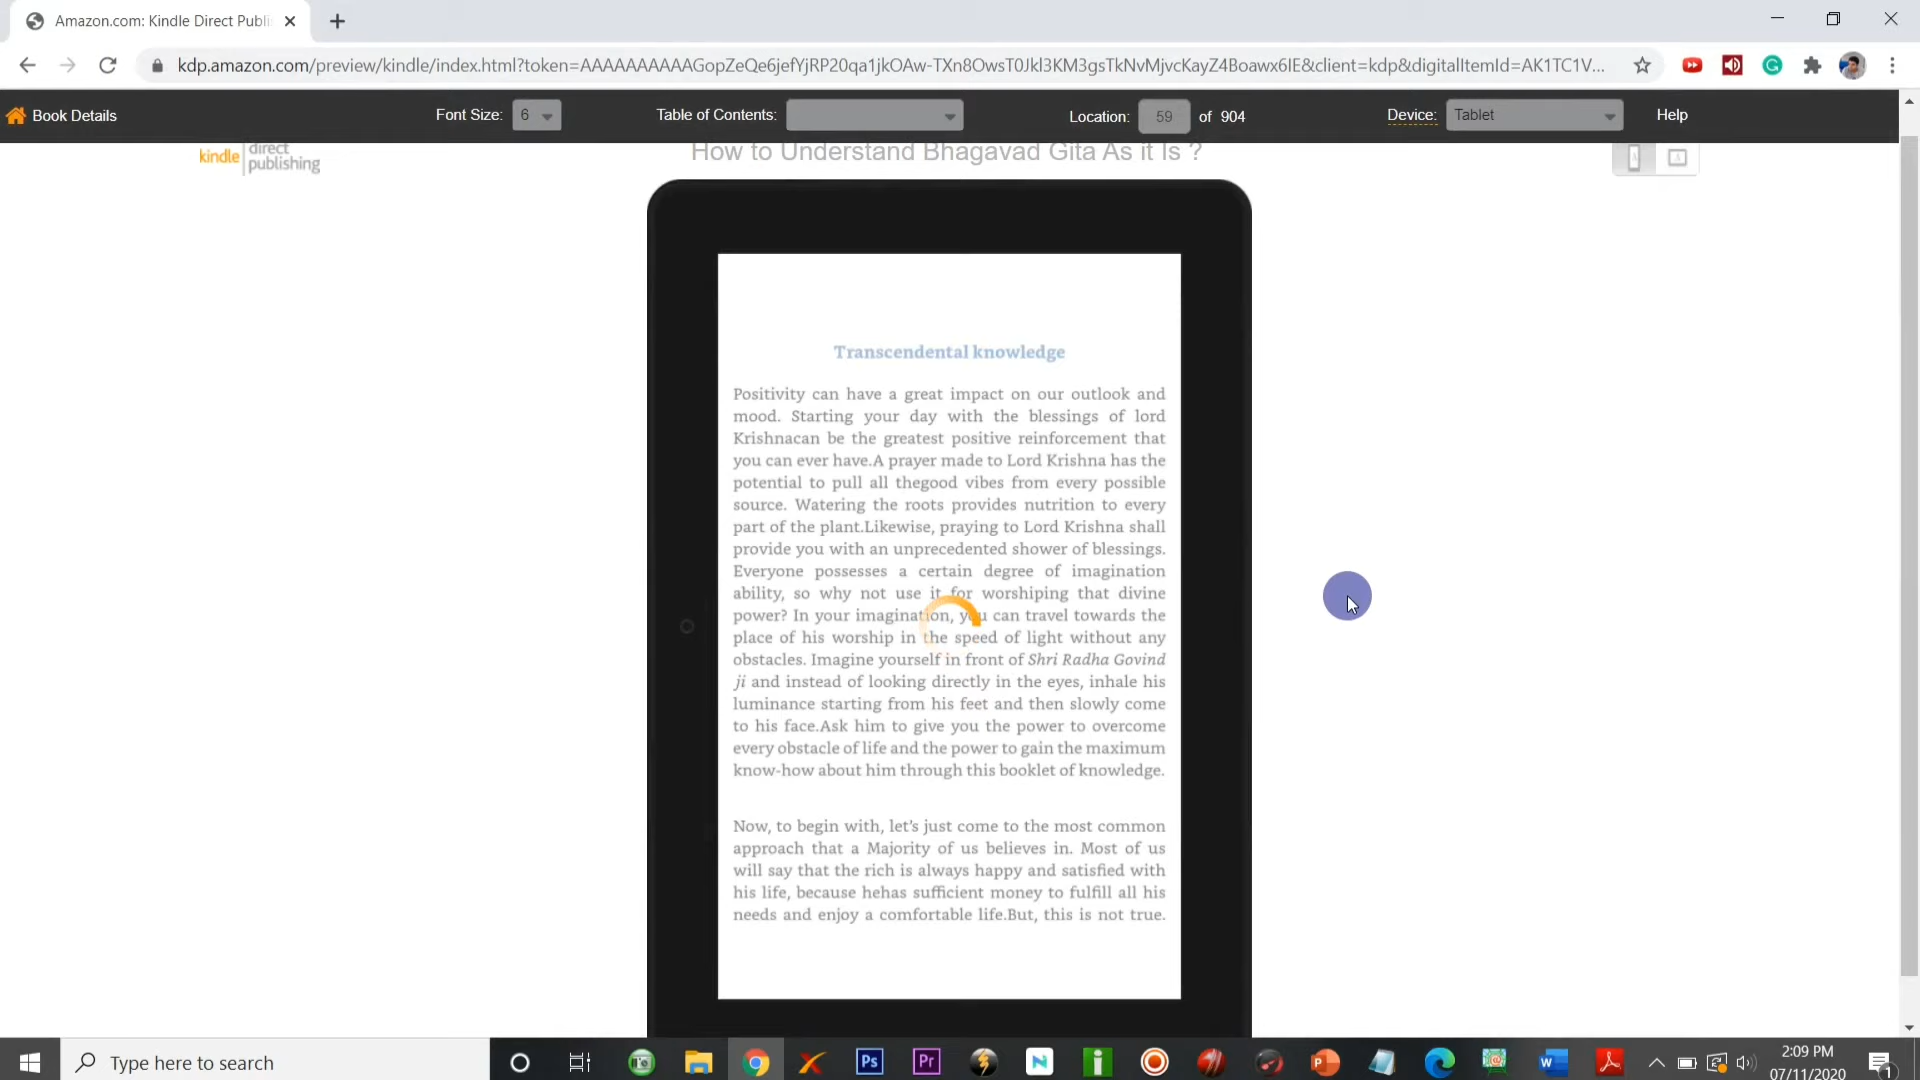 Amazon.com: Kindle Direct Publi
kdp.amazon.com/preview/kindle/index.html?token=AAAAAAAAAAGopZeQe6jefYjRP20qa1jkOAw-TXn8OwsT0Jkl3KM3gsTkNvMjvcKayZ4Boawx6IE&client=kdp&digitalItemId=AK1TC1V...
Book Details
Font Size: 6
Table of Contents:
Location: 59 of 904
Device: Tablet
Help
kindle direct publishing
How to Understand Bhagavad Gita As it Is ?
Transcendental knowledge
Positivity can have a great impact on our outlook and
mood. Starting your day with the blessings of lord
Krishnacan be the greatest positive reinforcement that
you can ever have.A prayer made to Lord Krishna has the
potential to pull all thegood vibes from every possible
source. Watering the roots provides nutrition to every
part of the plant.Likewise, praying to Lord Krishna shall
provide you with an unprecedented shower of blessings.
Everyone possesses a certain degree of imagination
ability, so why not use it for worshiping that divine
power? In your imagination, you can travel towards the
place of his worship in the speed of light without any
obstacles. Imagine yourself in front of Shri Radha Govind
ji and instead of looking directly in the eyes, inhale his
luminance starting from his feet and then slowly come
to his face.Ask him to give you the power to overcome
every obstacle of life and the power to gain the maximum
know-how about him through this booklet of knowledge.
Now, to begin with, let's just come to the most common
approach that a Majority of us believes in. Most of us
will say that the rich is always happy and satisfied with
his life, because hehas sufficient money to fulfill all his
needs and enjoy a comfortable life.But, this is not true.
Type here to search
Ps
Pr
2:09 PM
07/11/2020
1